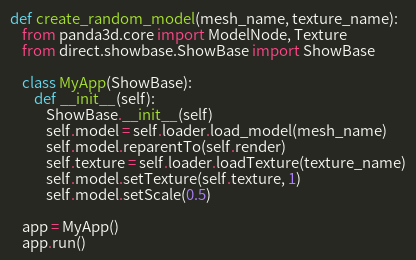 def create_random_model(mesh_name, texture_name):
    from panda3d.core import ModelNode, Texture
    from direct.showbase.ShowBase import ShowBase

    class MyApp(ShowBase):
        def __init__(self):
            ShowBase.__init__(self)
            self.model = self.loader.load_model(mesh_name)
            self.model.reparentTo(self.render)
            self.texture = self.loader.loadTexture(texture_name)
            self.model.setTexture(self.texture, 1)
            self.model.setScale(0.5)

    app = MyApp()
    app.run()